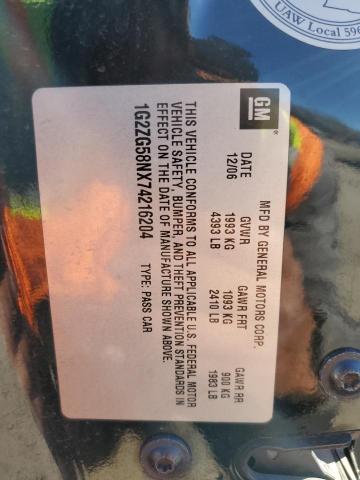 UAW Local 596
GM
MFD BY GENERAL MOTORS CORP.
DATE GVWR GAWR FRT GAWR RR
12/06 1993 KG 1093 KG 900 KG
4393 LB 2410 LB 1983 LB
THIS VEHICLE CONFORMS TO ALL APPLICABLE U.S. FEDERAL MOTOR
VEHICLE SAFETY, BUMPER, AND THEFT PREVENTION STANDARDS IN
EFFECT ON THE DATE OF MANUFACTURE SHOWN ABOVE.
1G2ZG58NX74216204 TYPE: PASS CAR